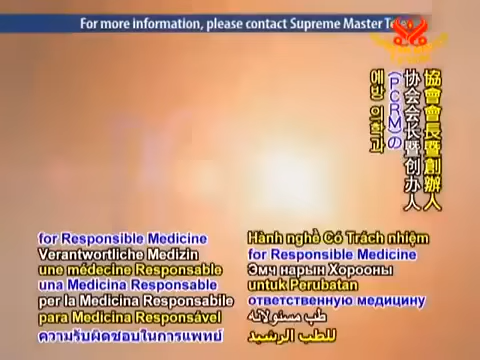 For more information, please contact Supreme Master Te
協會會長暨創辦人
协会会长暨创办人
(PCRM)の
예방 의학과
for Responsible Medicine
Verantwortliche Medizin
une médecine Responsable
una Medicina Responsable
per la Medicina Responsabile
para Medicina Responsável
ความรับผิดชอบในการแพทย์
Hành nghề Có Trách nhiệm
for Responsible Medicine
Эмч нарын Хорооны
untuk Perubatan
ответственную медицину
طب مسئولانه
للطب الرشيد